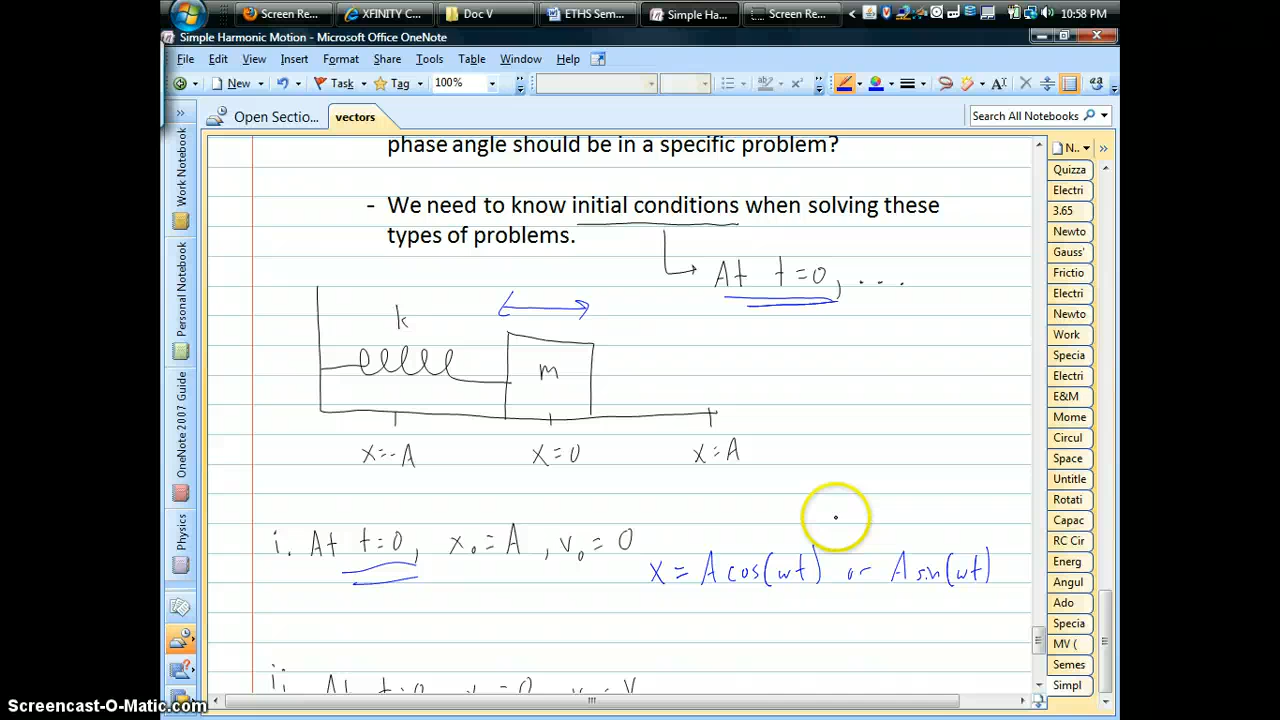 Screen Re...
XFINITY C...
Doc V
ETHS Sem...
Simple Ha...
Screen Re...
10:58 PM
Simple Harmonic Motion - Microsoft Office OneNote
File Edit View Insert Format Share Tools Table Window Help
New Task Tag 100%
Open Sectio...
vectors
Search All Notebooks
phase angle should be in a specific problem?
- We need to know initial conditions when solving these
types of problems.
At t=0, ...
k
m
x=-A x=0 x=A
i. At t=0, x₀=A, v₀=0
x = A cos(ωt) or A sin(ωt)
ii.
Work Notebook
Personal Notebook
OneNote 2007 Guide
Physics
N..
Quizza
Electri
3.65
Newto
Gauss'
Frictio
Electri
Newto
Work
Specia
Electri
E&M
Mome
Circul
Space
Untitle
Rotati
Capac
RC Cir
Energ
Angul
Ado
Specia
MV (
Semes
Simpl
Screencast-O-Matic.com